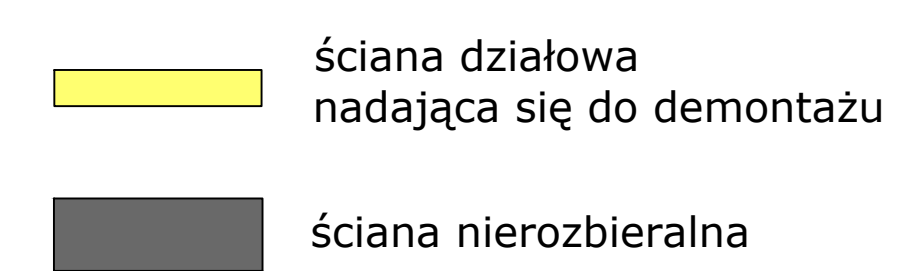 ściana działowa
nadająca się do demontażu
ściana nierozbieralna